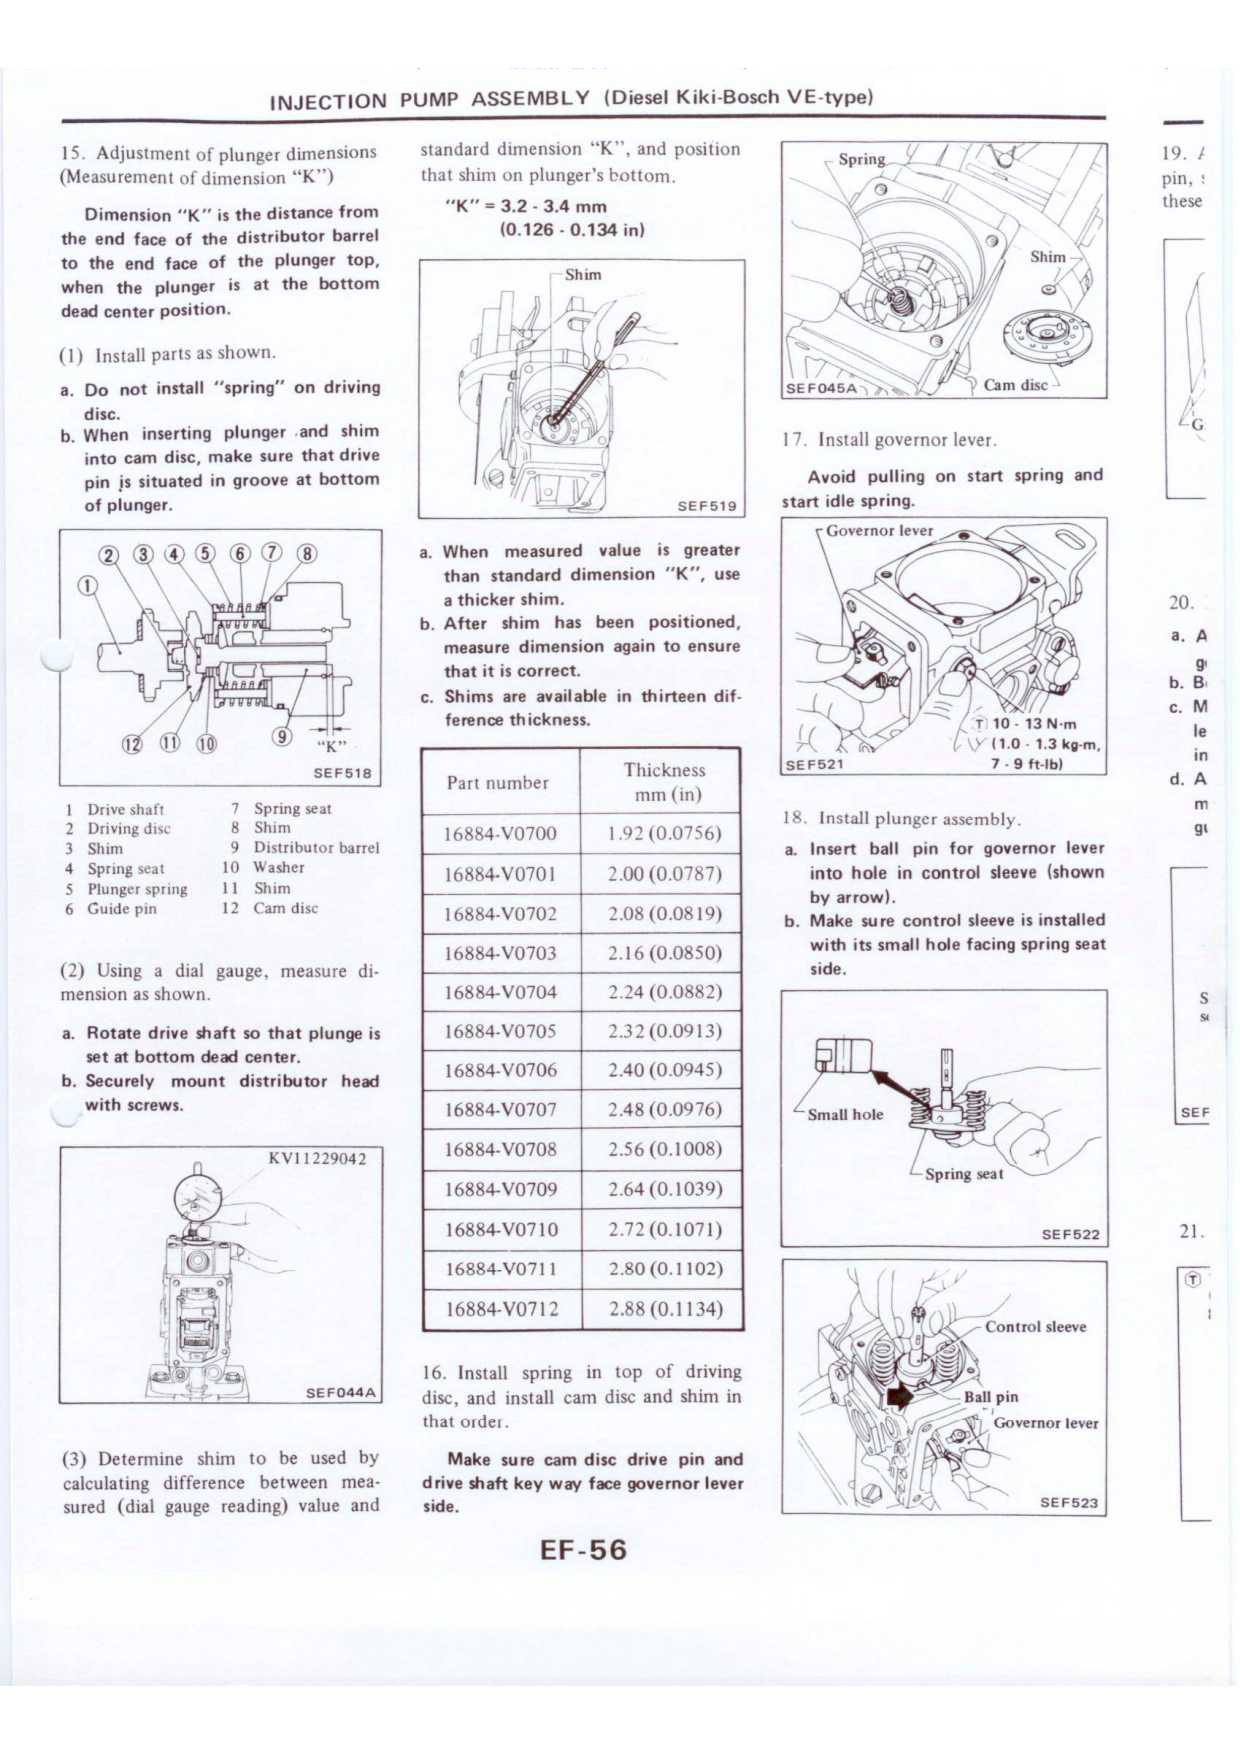 INJECTION PUMP ASSEMBLY (Diesel Kiki-Bosch VE-type)
15. Adjustment of plunger dimensions
(Measurement of dimension "K")
Dimension "K" is the distance from
the end face of the distributor barrel
to the end face of the plunger top,
when the plunger is at the bottom
dead center position.
(1) Install parts as shown.
a. Do not install "spring" on driving
disc.
b. When inserting plunger and shim
into cam disc, make sure that drive
pin is situated in groove at bottom
of plunger.
2 3 4 5 6 7 8
1
12 11 10 9 "K"
SEF518
1 Drive shaft
2 Driving disc
3 Shim
4 Spring seat
5 Plunger spring
6 Guide pin
7 Spring seat
8 Shim
9 Distributor barrel
10 Washer
11 Shim
12 Cam disc
(2) Using a dial gauge, measure di-
mension as shown.
a. Rotate drive shaft so that plunge is
set at bottom dead center.
b. Securely mount distributor head
with screws.
KV11229042
SEF044A
(3) Determine shim to be used by
calculating difference between mea-
sured (dial gauge reading) value and
standard dimension "K", and position
that shim on plunger's bottom.
"K" = 3.2 - 3.4 mm
(0.126 - 0.134 in)
Shim
SEF519
a. When measured value is greater
than standard dimension "K", use
a thicker shim.
b. After shim has been positioned,
measure dimension again to ensure
that it is correct.
c. Shims are available in thirteen dif-
ference thickness.
Part number Thickness
mm (in)
16884-V0700 1.92 (0.0756)
16884-V0701 2.00 (0.0787)
16884-V0702 2.08 (0.0819)
16884-V0703 2.16 (0.0850)
16884-V0704 2.24 (0.0882)
16884-V0705 2.32 (0.0913)
16884-V0706 2.40 (0.0945)
16884-V0707 2.48 (0.0976)
16884-V0708 2.56 (0.1008)
16884-V0709 2.64 (0.1039)
16884-V0710 2.72 (0.1071)
16884-V0711 2.80 (0.1102)
16884-V0712 2.88 (0.1134)
16. Install spring in top of driving
disc, and install cam disc and shim in
that order.
Make sure cam disc drive pin and
drive shaft key way face governor lever
side.
Spring
Shim
Cam disc
SEF045A
17. Install governor lever.
Avoid pulling on start spring and
start idle spring.
Governor lever
T 10 - 13 N·m
(1.0 - 1.3 kg-m,
7 - 9 ft-lb)
SEF521
18. Install plunger assembly.
a. Insert ball pin for governor lever
into hole in control sleeve (shown
by arrow).
b. Make sure control sleeve is installed
with its small hole facing spring seat
side.
Small hole
Spring seat
SEF522
Control sleeve
Ball pin
Governor lever
SEF523
EF-56
19.
pin,
these
G
20.
a. A
b.
c. M
le
in
d. A
m
S
SEF
21.
T